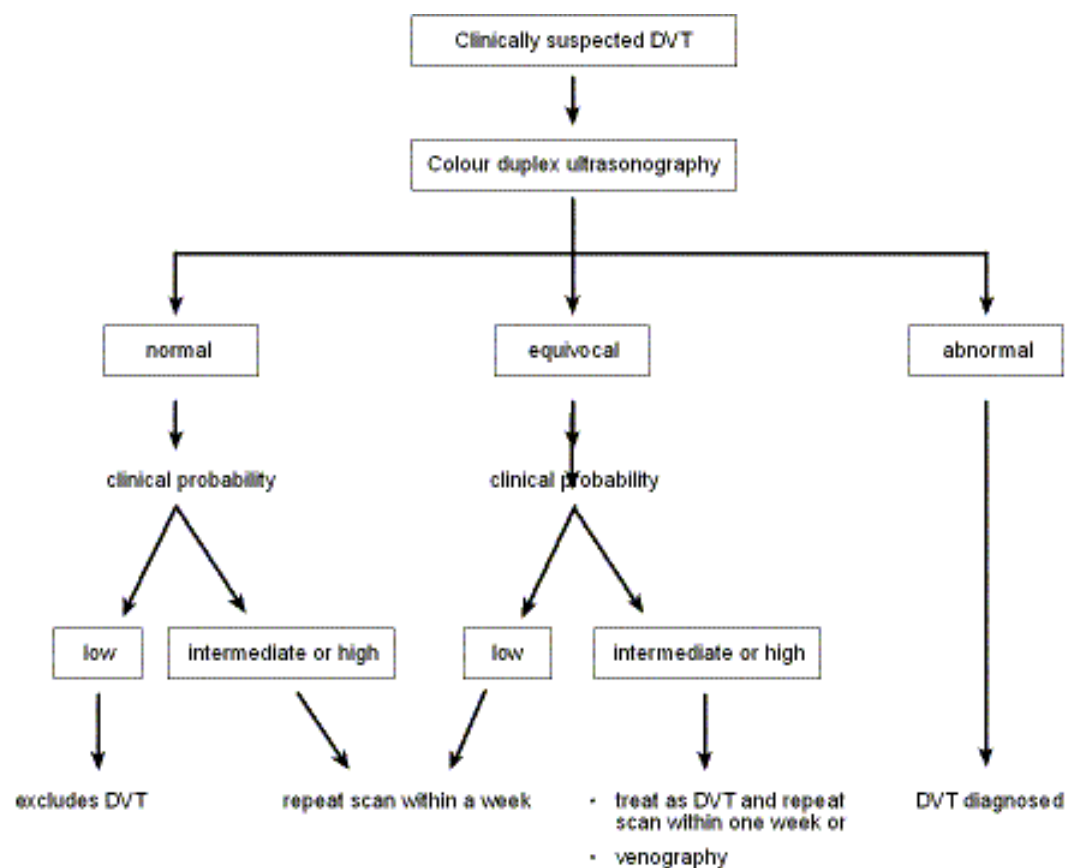 Clinically suspected DVT
Colour duplex ultrasonography
normal
equivocal
abnormal
clinical probability
clinical probability
low
intermediate or high
low
intermediate or high
excludes DVT
repeat scan within a week
• treat as DVT and repeat
scan within one week or
• venography
DVT diagnosed